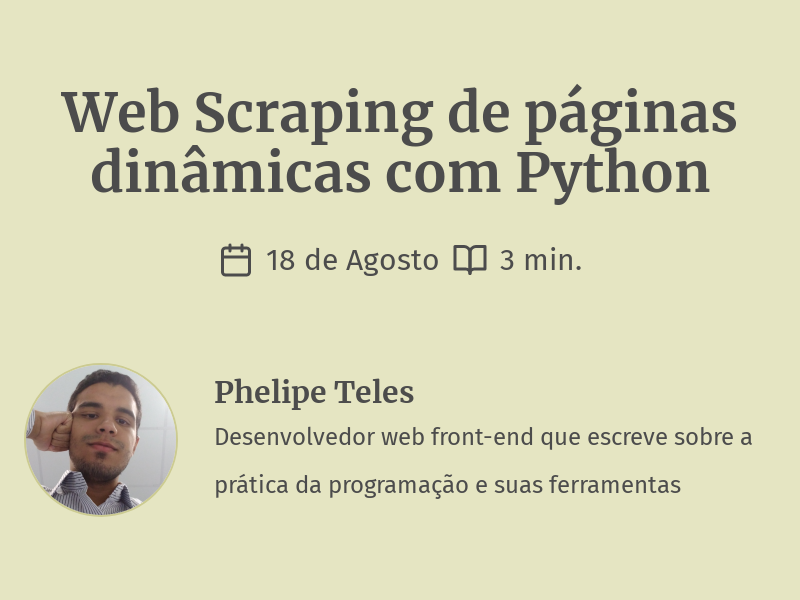 Web Scraping de páginas
dinâmicas com Python
18 de Agosto 3 min.
Phelipe Teles
Desenvolvedor web front-end que escreve sobre a
prática da programação e suas ferramentas